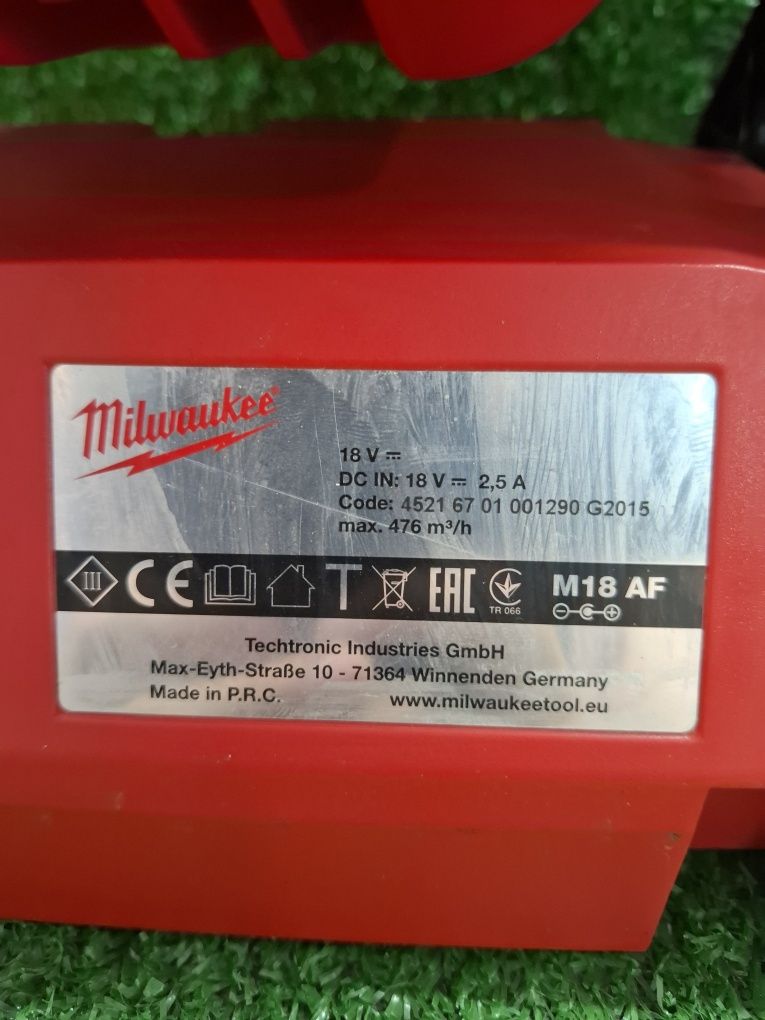 Milwaukee
18 V ⎓
DC IN: 18 V ⎓ 2,5 A
Code: 4521 67 01 001290 G2015
max. 476 m³/h
III CE T EAC TR 066 M18 AF
Techtronic Industries GmbH
Max-Eyth-Straße 10 - 71364 Winnenden Germany
Made in P.R.C. www.milwaukeetool.eu